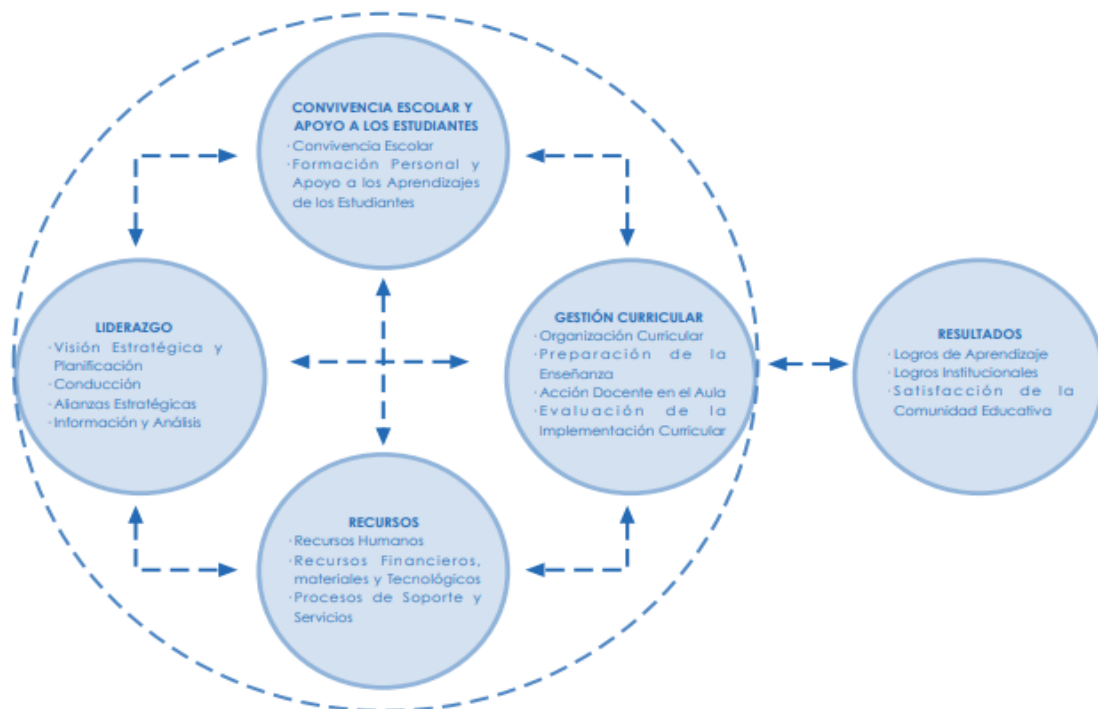 CONVIVENCIA ESCOLAR Y
APOYO A LOS ESTUDIANTES
·Convivencia Escolar
·Formación Personal y
Apoyo a los Aprendizajes
de los Estudiantes
LIDERAZGO
·Visión Estratégica y
Planificación
·Conducción
·Alianzas Estratégicas
·Información y Análisis
GESTIÓN CURRICULAR
·Organización Curricular
·Preparación de la
Enseñanza
·Acción Docente en el Aula
·Evaluación de la
Implementación Curricular
RESULTADOS
·Logros de Aprendizaje
·Logros Institucionales
·Satisfacción de la
Comunidad Educativa
RECURSOS
·Recursos Humanos
·Recursos Financieros,
materiales y Tecnológicos
·Procesos de Soporte y
Servicios